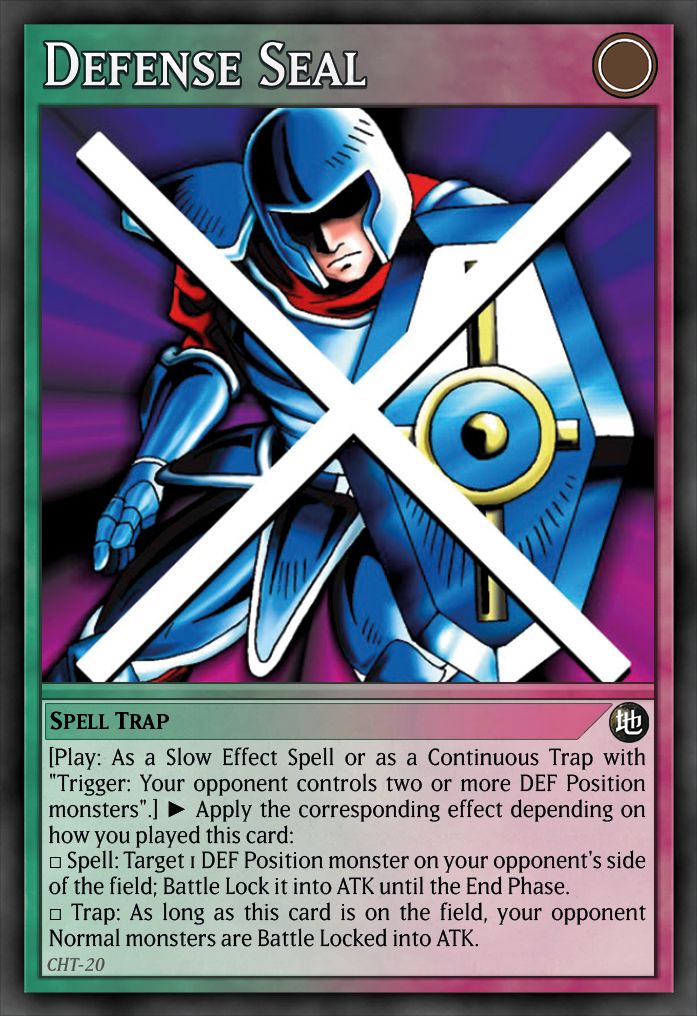 Defense Seal
Spell Trap
[Play: As a Slow Effect Spell or as a Continuous Trap with
"Trigger: Your opponent controls two or more DEF Position
monsters".] ► Apply the corresponding effect depending on
how you played this card:
□ Spell: Target 1 DEF Position monster on your opponent's side
of the field; Battle Lock it into ATK until the End Phase.
□ Trap: As long as this card is on the field, your opponent
Normal monsters are Battle Locked into ATK.
CHT-20